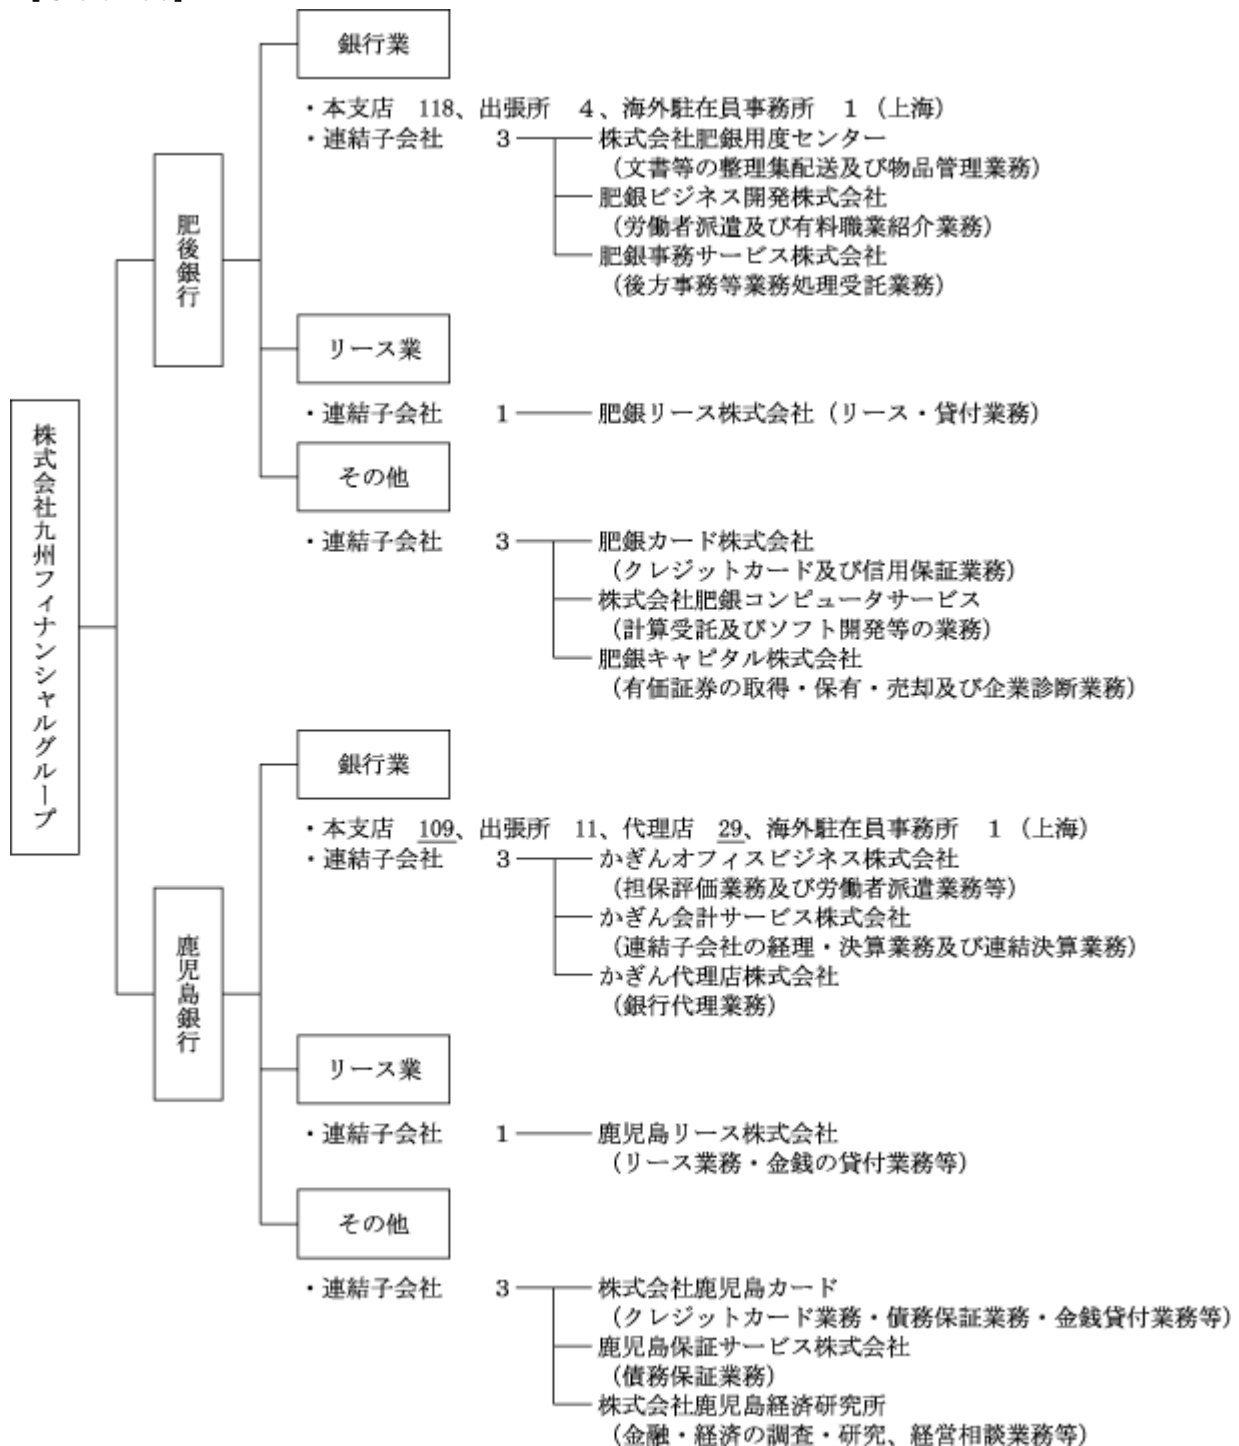 株式会社九州フィナンシャルグループ
肥後銀行
銀行業
・本支店 118、出張所 4、海外駐在員事務所 1(上海)
・連結子会社 3 株式会社肥銀用度センター
(文書等の整理集配送及び物品管理業務)
肥銀ビジネス開発株式会社
(労働者派遣及び有料職業紹介業務)
肥銀事務サービス株式会社
(後方事務等業務処理受託業務)
リース業
・連結子会社 1 肥銀リース株式会社(リース・貸付業務)
その他
・連結子会社 3 肥銀カード株式会社
(クレジットカード及び信用保証業務)
株式会社肥銀コンピュータサービス
(計算受託及びソフト開発等の業務)
肥銀キャピタル株式会社
(有価証券の取得・保有・売却及び企業診断業務)
鹿児島銀行
銀行業
・本支店 109、出張所 11、代理店 29、海外駐在員事務所 1(上海)
・連結子会社 3 かぎんオフィスビジネス株式会社
(担保評価業務及び労働者派遣業務等)
かぎん会計サービス株式会社
(連結子会社の経理・決算業務及び連結決算業務)
かぎん代理店株式会社
(銀行代理業務)
リース業
・連結子会社 1 鹿児島リース株式会社
(リース業務・金銭の貸付業務等)
その他
・連結子会社 3 株式会社鹿児島カード
(クレジットカード業務・債務保証業務・金銭貸付業務等)
鹿児島保証サービス株式会社
(債務保証業務)
株式会社鹿児島経済研究所
(金融・経済の調査・研究、経営相談業務等)